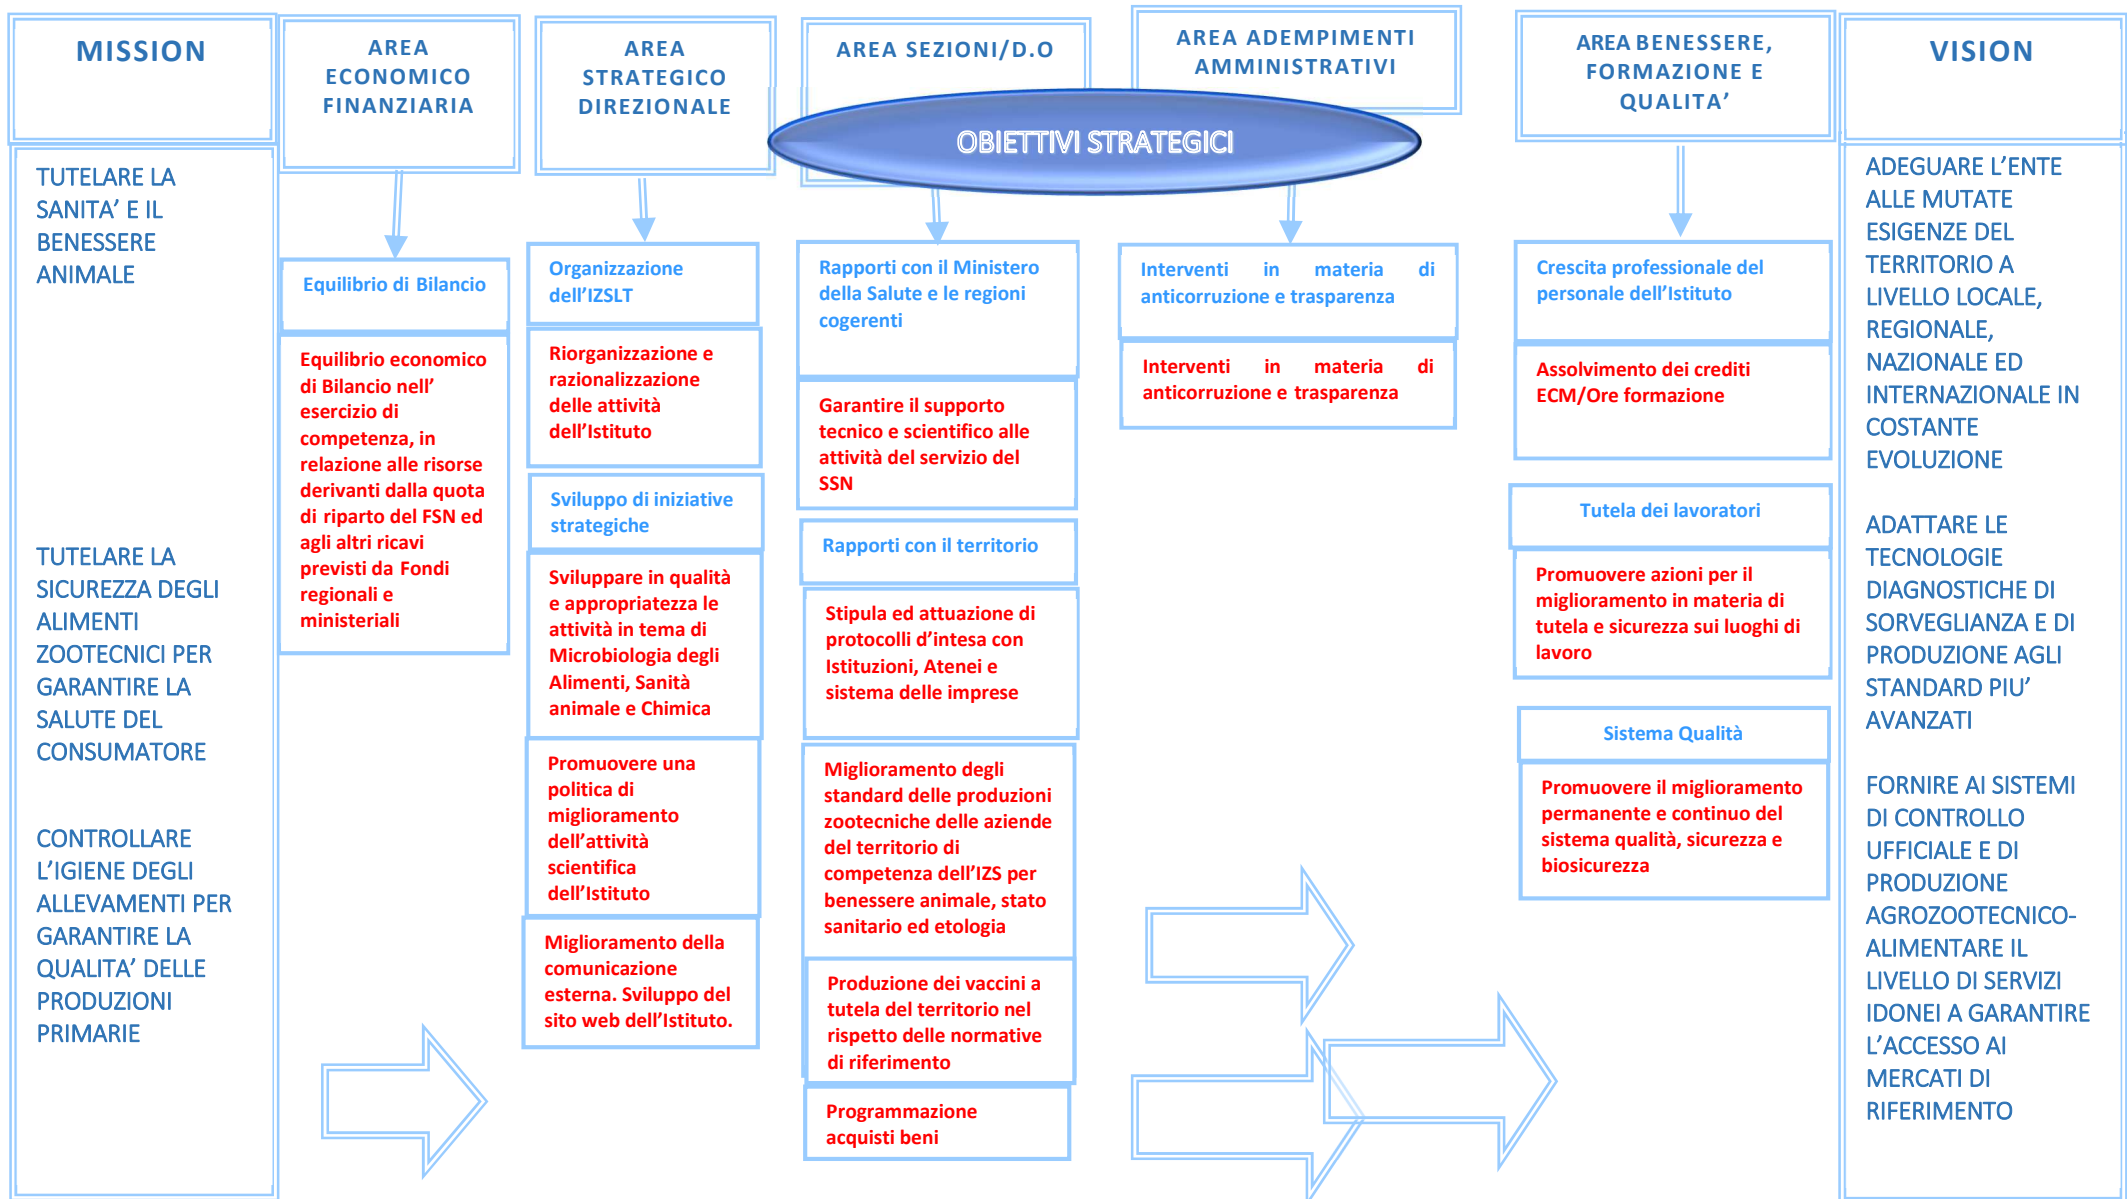 MISSION
TUTELARE LA
SANITA’ E IL
BENESSERE
ANIMALE
TUTELARE LA
SICUREZZA DEGLI
ALIMENTI
ZOOTECNICI PER
GARANTIRE LA
SALUTE DEL
CONSUMATORE
CONTROLLARE
L’IGIENE DEGLI
ALLEVAMENTI PER
GARANTIRE LA
QUALITA’ DELLE
PRODUZIONI
PRIMARIE
AREA
ECONOMICO
FINANZIARIA
Equilibrio di Bilancio
Equilibrio economico
di Bilancio nell’
esercizio di
competenza, in
relazione alle risorse
derivanti dalla quota
di riparto del FSN ed
agli altri ricavi
previsti da Fondi
regionali e
ministeriali
AREA
STRATEGICO
DIREZIONALE
Organizzazione
dell’IZSLT
Riorganizzazione e
razionalizzazione
delle attività
dell’Istituto
Sviluppo di iniziative
strategiche
Sviluppare in qualità
e appropriatezza le
attività in tema di
Microbiologia degli
Alimenti, Sanità
animale e Chimica
Promuovere una
politica di
miglioramento
dell’attività
scientifica
dell’Istituto
Miglioramento della
comunicazione
esterna. Sviluppo del
sito web dell’Istituto.
OBIETTIVI STRATEGICI
AREA SEZIONI/D.O
Rapporti con il Ministero
della Salute e le regioni
cogerenti
Garantire il supporto
tecnico e scientifico alle
attività del servizio del
SSN
Rapporti con il territorio
Stipula ed attuazione di
protocolli d’intesa con
Istituzioni, Atenei e
sistema delle imprese
Miglioramento degli
standard delle produzioni
zootecniche delle aziende
del territorio di
competenza dell’IZS per
benessere animale, stato
sanitario ed etologia
Produzione dei vaccini a
tutela del territorio nel
rispetto delle normative
di riferimento
Programmazione
acquisti beni
AREA ADEMPIMENTI
AMMINISTRATIVI
Interventi in materia di
anticorruzione e trasparenza
Interventi in materia di
anticorruzione e trasparenza
AREA BENESSERE,
FORMAZIONE E
QUALITA’
Crescita professionale del
personale dell’Istituto
Assolvimento dei crediti
ECM/Ore formazione
Tutela dei lavoratori
Promuovere azioni per il
miglioramento in materia di
tutela e sicurezza sui luoghi di
lavoro
Sistema Qualità
Promuovere il miglioramento
permanente e continuo del
sistema qualità, sicurezza e
biosicurezza
VISION
ADEGUARE L’ENTE
ALLE MUTATE
ESIGENZE DEL
TERRITORIO A
LIVELLO LOCALE,
REGIONALE,
NAZIONALE ED
INTERNAZIONALE IN
COSTANTE
EVOLUZIONE
ADATTARE LE
TECNOLOGIE
DIAGNOSTICHE DI
SORVEGLIANZA E DI
PRODUZIONE AGLI
STANDARD PIU’
AVANZATI
FORNIRE AI SISTEMI
DI CONTROLLO
UFFICIALE E DI
PRODUZIONE
AGROZOOTECNICO-
ALIMENTARE IL
LIVELLO DI SERVIZI
IDONEI A GARANTIRE
L’ACCESSO AI
MERCATI DI
RIFERIMENTO